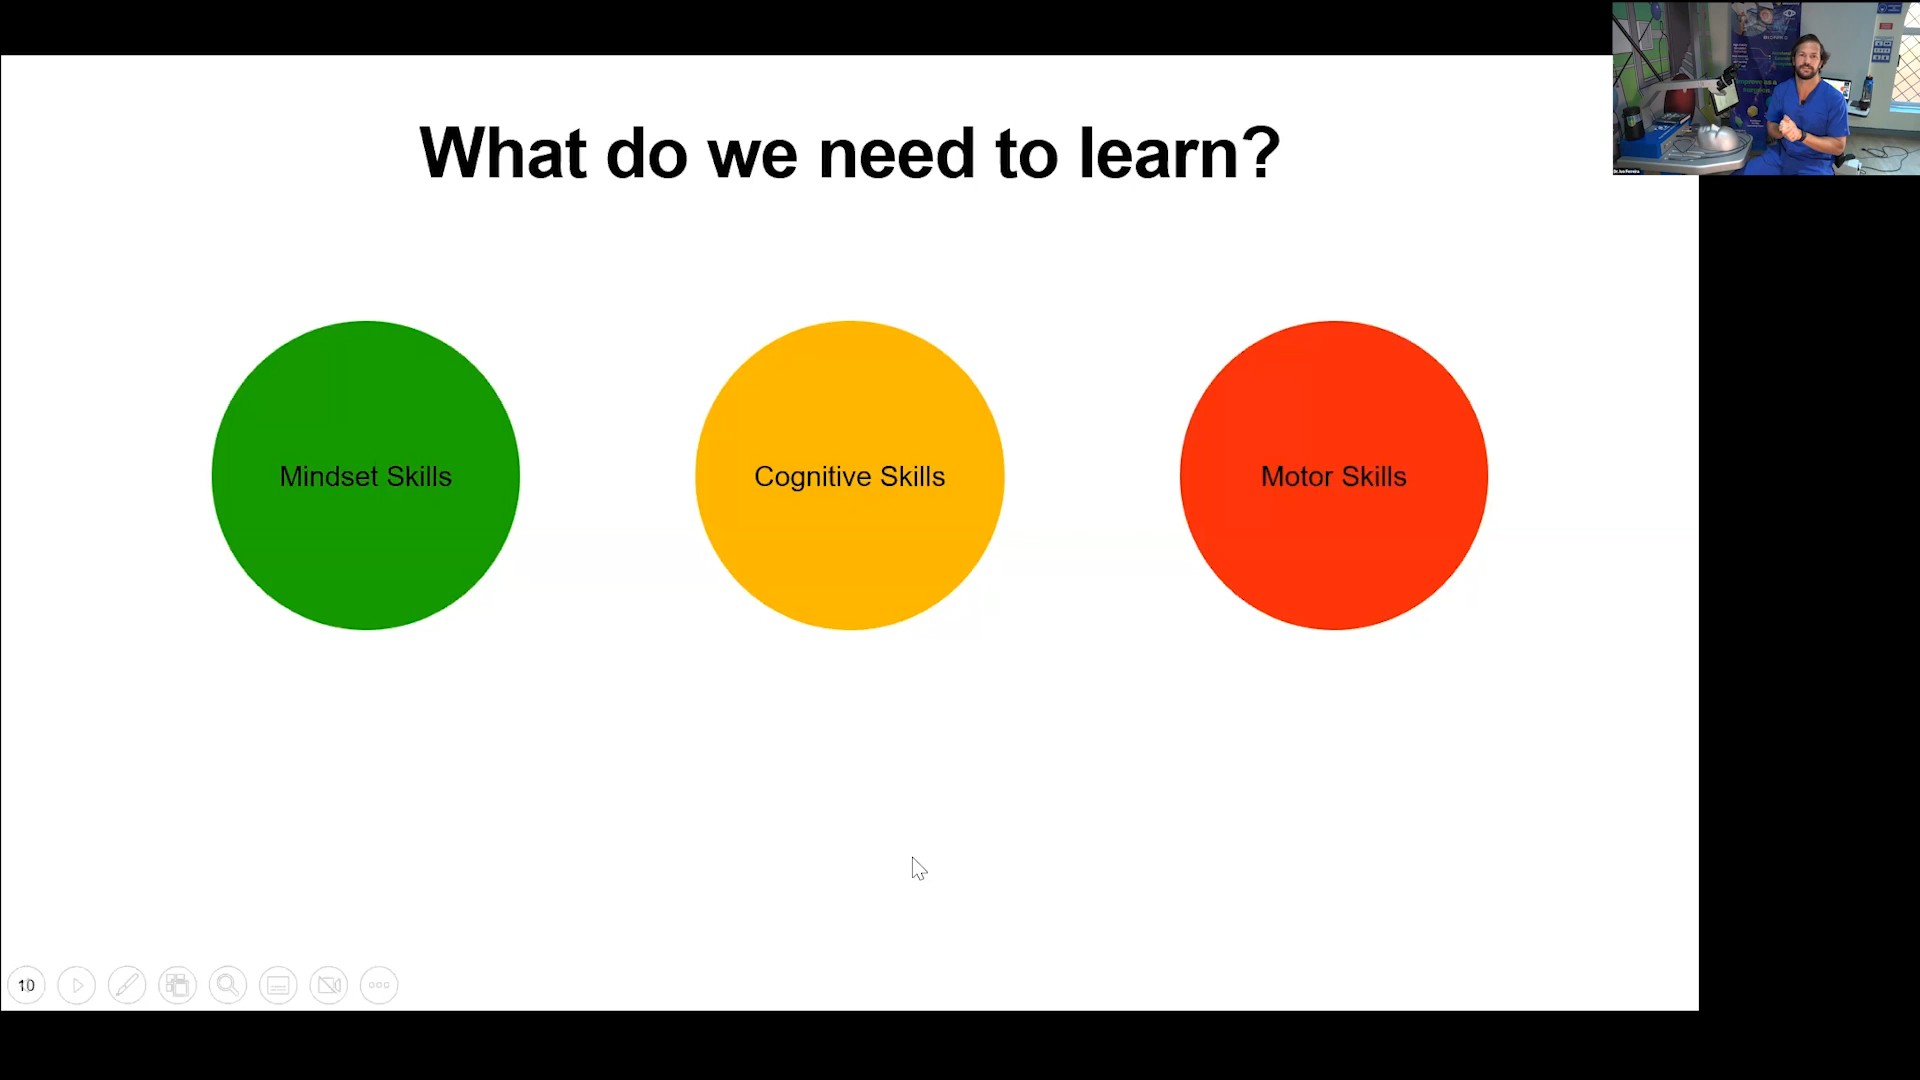 What do we need to learn?
Mindset Skills
Cognitive Skills
Motor Skills
10